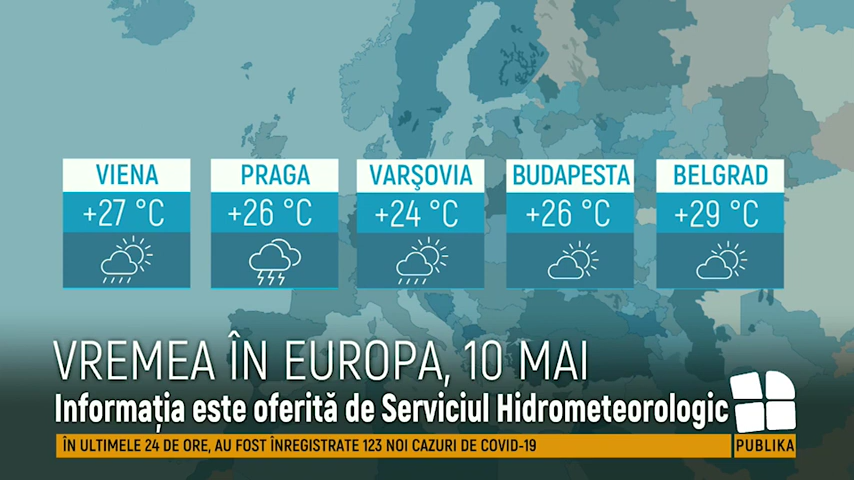 VIENA
+27 °C
PRAGA
+26 °C
VARŞOVIA
+24 °C
BUDAPESTA
+26 °C
BELGRAD
+29 °C
VREMEA ÎN EUROPA, 10 MAI
Informația este oferită de Serviciul Hidrometeorologic
ÎN ULTIMELE 24 DE ORE, AU FOST ÎNREGISTRATE 123 NOI CAZURI DE COVID-19
PUBLIKA